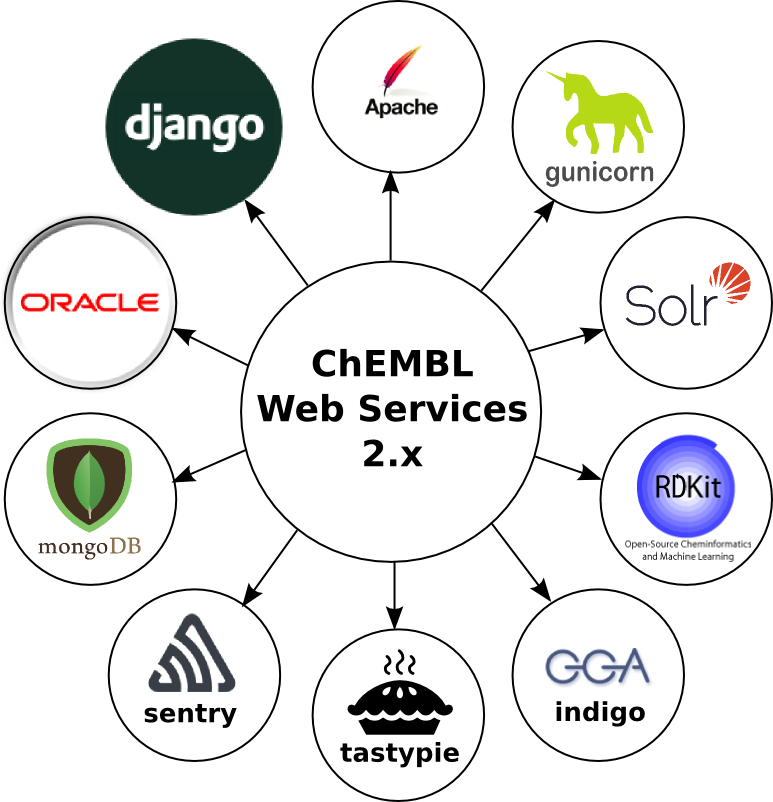 Apache
django
gunicorn
ORACLE
Solr
ChEMBL
Web Services
2.x
mongoDB
RDKit
Open-Source Cheminformatics
and Machine Learning
sentry
GGA
indigo
tastypie